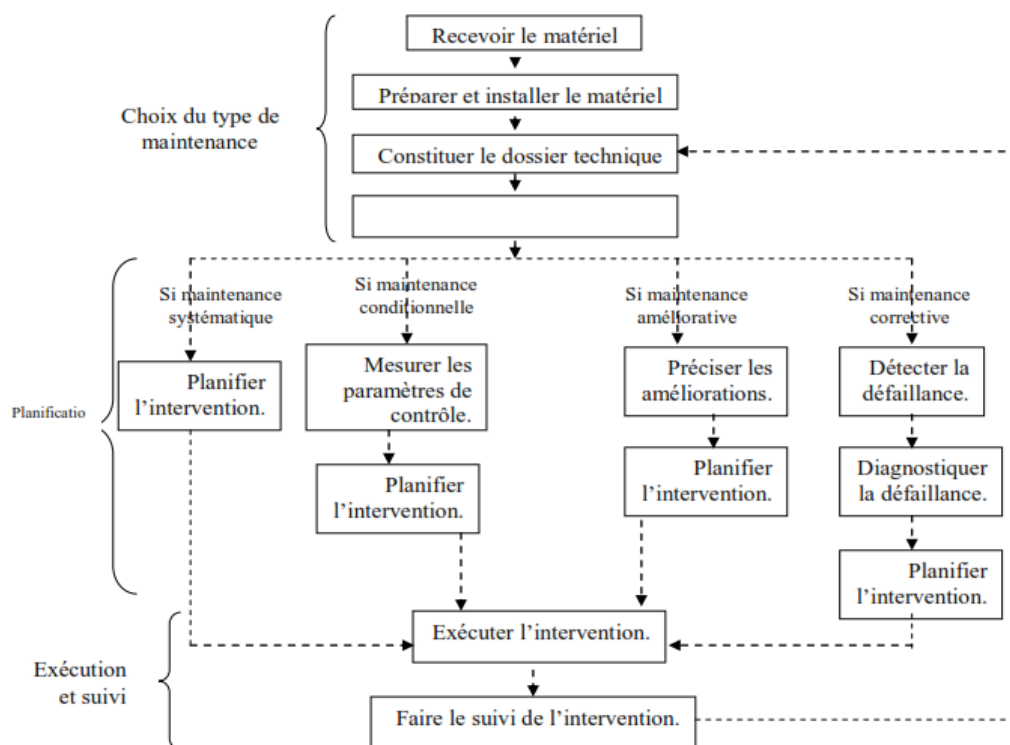 Recevoir le matériel
Préparer et installer le matériel
Choix du type de
maintenance
Constituer le dossier technique
Si maintenance
systématique
Si maintenance
conditionnelle
Si maintenance
améliorative
Si maintenance
corrective
Planifier
l’intervention.
Mesurer les
paramètres de
contrôle.
Préciser les
améliorations.
Détecter la
défaillance.
Planificatio
Planifier
l’intervention.
Planifier
l’intervention.
Diagnostiquer
la défaillance.
Planifier
l’intervention.
Exécuter l’intervention.
Exécution
et suivi
Faire le suivi de l’intervention.